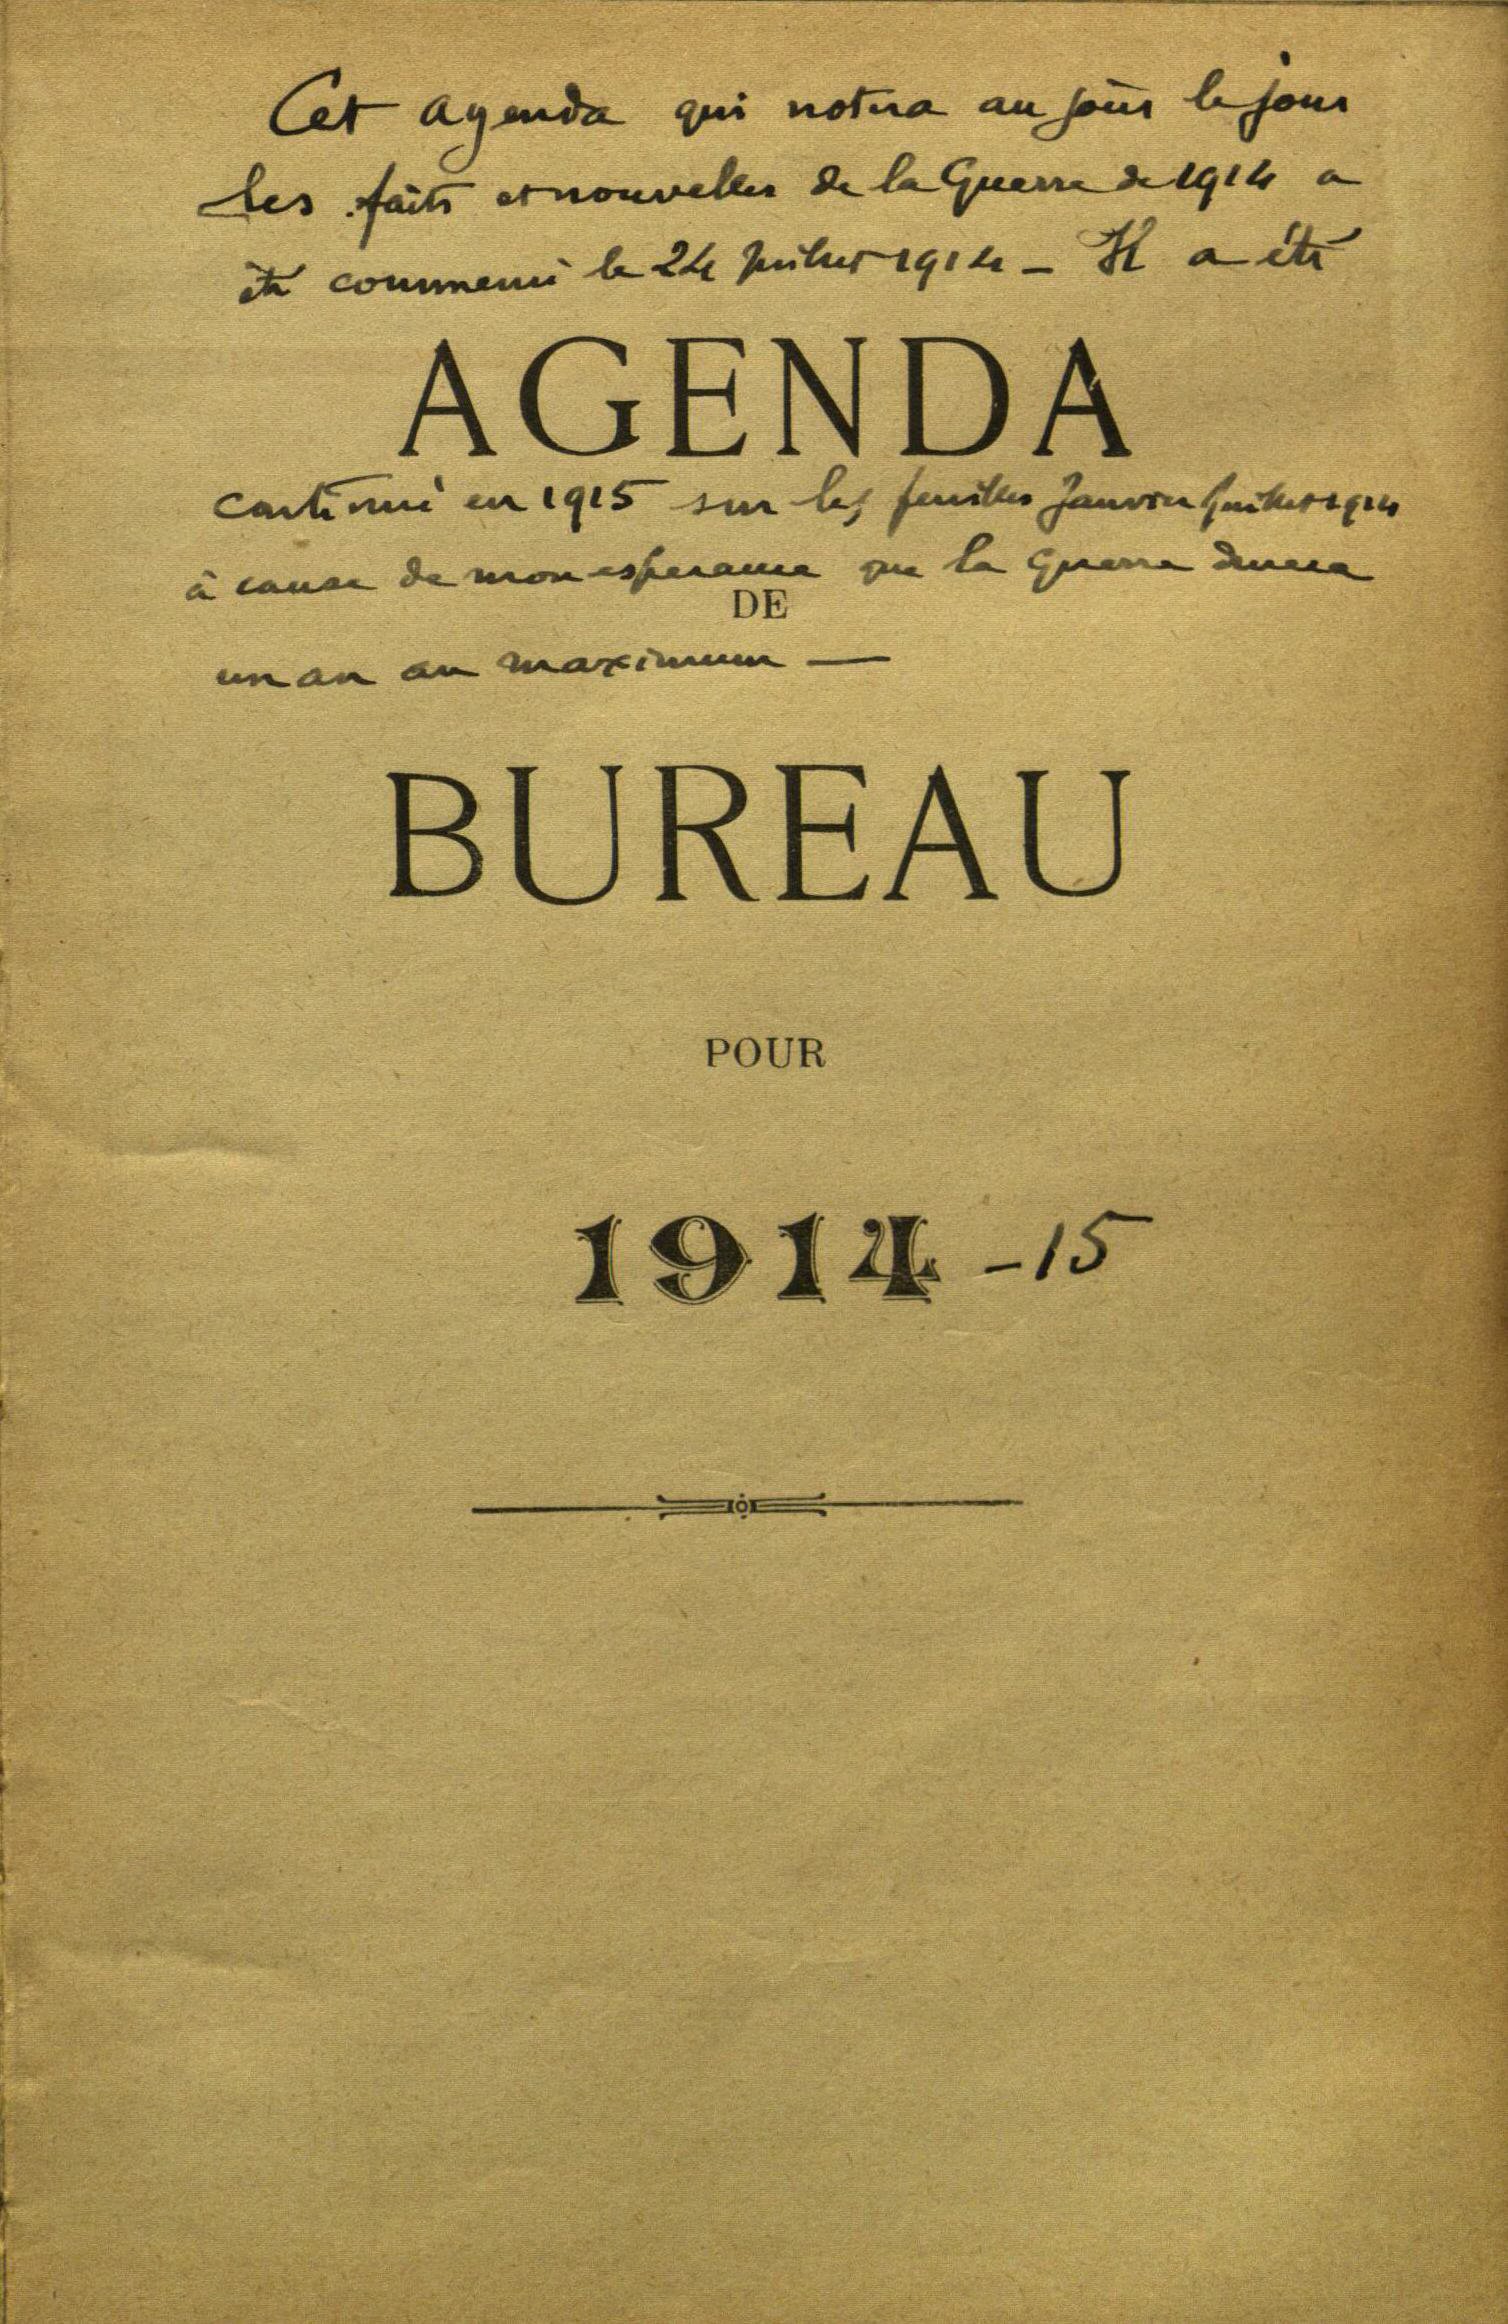 Cet agenda qui notera au jour le jour
les faits et nouvelles de la Guerre de 1914 a
été commencé le 24 Juillet 1914 – Il a été
AGENDA
continué en 1915 sur les feuilles Janvier Juillet 1914
à cause de mon espérance que la guerre durera
DE
un an au maximum —
BUREAU
POUR
1914 - 15